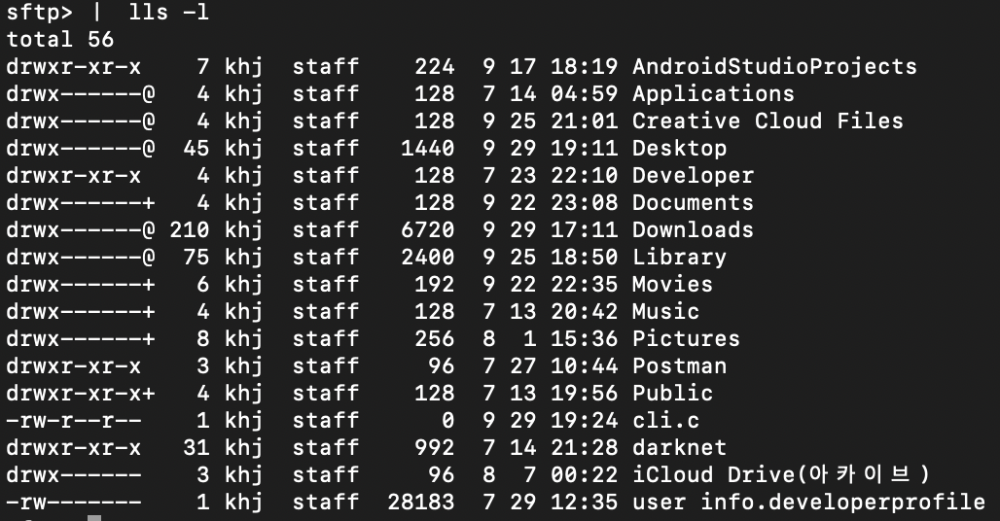 sftp> | lls -l
total 56
drwxr-xr-x 7 khj staff 224 9 17 18:19 AndroidStudioProjects
drwx------@ 4 khj staff 128 7 14 04:59 Applications
drwx------@ 4 khj staff 128 9 25 21:01 Creative Cloud Files
drwx------@ 45 khj staff 1440 9 29 19:11 Desktop
drwxr-xr-x 4 khj staff 128 7 23 22:10 Developer
drwx------+ 4 khj staff 128 9 22 23:08 Documents
drwx------@ 210 khj staff 6720 9 29 17:11 Downloads
drwx------@ 75 khj staff 2400 9 25 18:50 Library
drwx------+ 6 khj staff 192 9 22 22:35 Movies
drwx------+ 4 khj staff 128 7 13 20:42 Music
drwx------+ 8 khj staff 256 8 1 15:36 Pictures
drwxr-xr-x 3 khj staff 96 7 27 10:44 Postman
drwxr-xr-x+ 4 khj staff 128 7 13 19:56 Public
-rw-r--r-- 1 khj staff 0 9 29 19:24 cli.c
drwxr-xr-x 31 khj staff 992 7 14 21:28 darknet
drwx------ 3 khj staff 96 8 7 00:22 iCloud Drive(아카이브)
-rw------- 1 khj staff 28183 7 29 12:35 user info.developerprofile